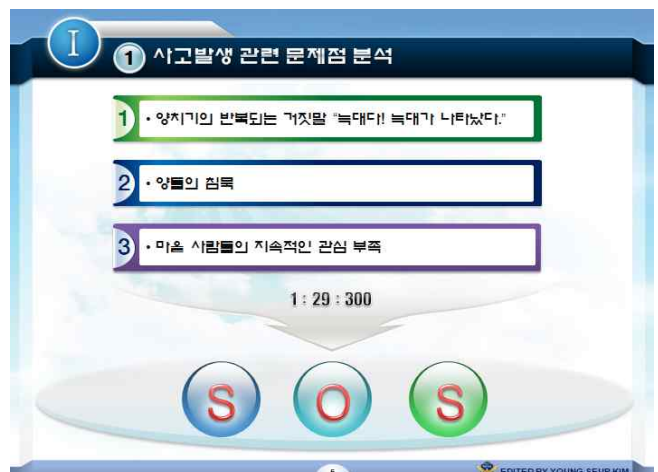 I
1 사고발생 관련 문제점 분석
1 • 양치기의 반복되는 거짓말 "늑대다! 늑대가 나타났다."
2 • 양들의 침묵
3 • 마을 사람들의 지속적인 관심 부족
1 : 29 : 300
S O S
5
EDITED BY YOUNG SEUP KIM